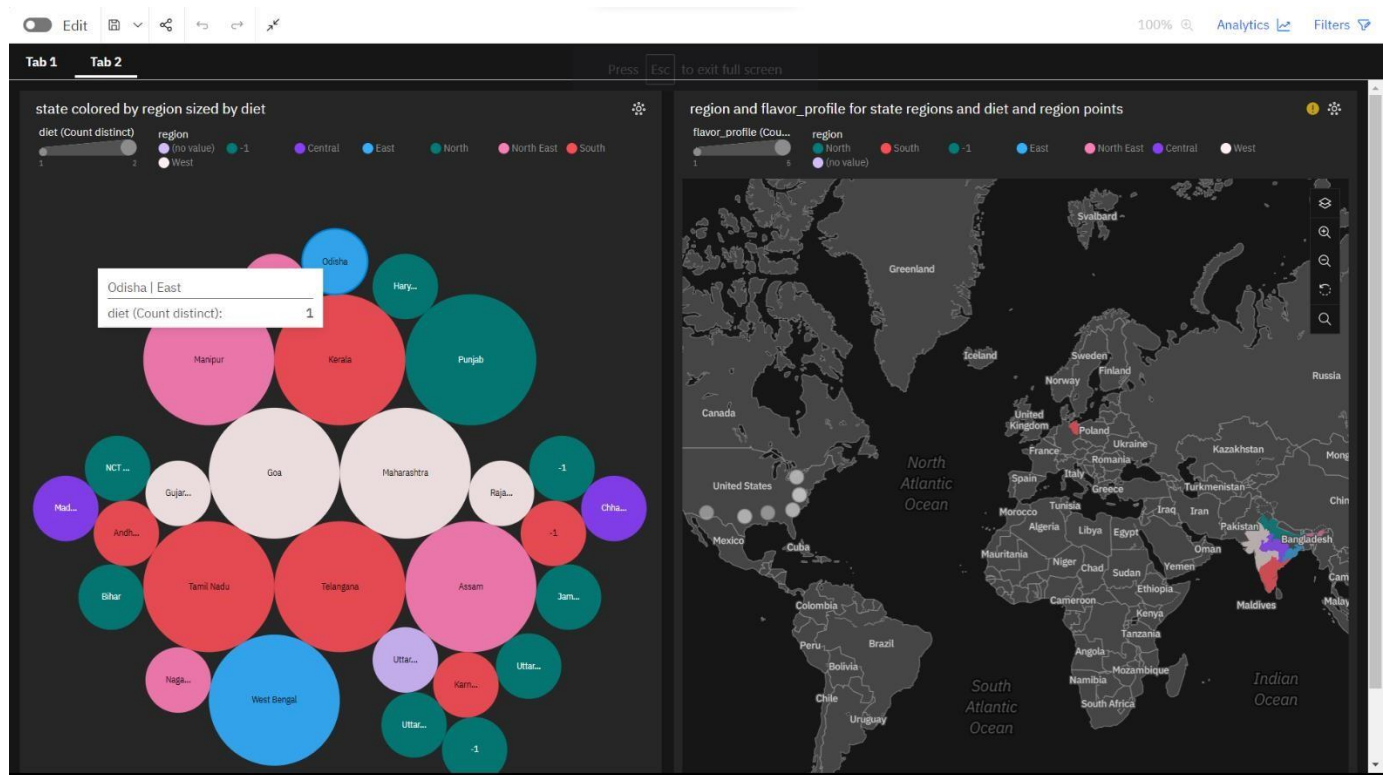 Edit
100%
Analytics
Filters
Tab 1
Tab 2
Press Esc to exit full screen
state colored by region sized by diet
diet (Count distinct)
1
2
region
(no value)
-1
Central
East
North
North East
South
West
Odisha
Hary...
Odisha | East
diet (Count distinct): 1
Manipur
Kerala
Punjab
NCT ...
Goa
Maharashtra
-1
Gujar...
Raja...
Mad...
Chha...
Andh...
-1
Bihar
Tamil Nadu
Telangana
Assam
Jam...
Uttar...
Uttar...
Naga...
Karn...
West Bengal
Uttar...
-1
region and flavor_profile for state regions and diet and region points
flavor_profile (Cou...
1
5
region
North
South
-1
East
North East
Central
West
(no value)
Svalbard
Greenland
Iceland
Sweden
Finland
Norway
Russia
Canada
United
Kingdom
Poland
Ukraine
France
Kazakhstan
Mong
Romania
North
Atlantic
Ocean
Italy
Spain
Greece
Turkmenistan
United States
Chin
Morocco
Tunisia
Iraq
Iran
Algeria
Libya
Egypt
Pakistan
Bangladesh
Mexico
Cuba
Oman
Mauritania
Niger
Chad
Sudan
Yemen
Cam
Ethiopia
Cameroon
Maldives
Malay
Colombia
Kenya
Tanzania
Peru
Brazil
Angola
Bolivia
Mozambique
Namibia
South
Atlantic
Ocean
Indian
Ocean
Chile
South Africa
Uruguay